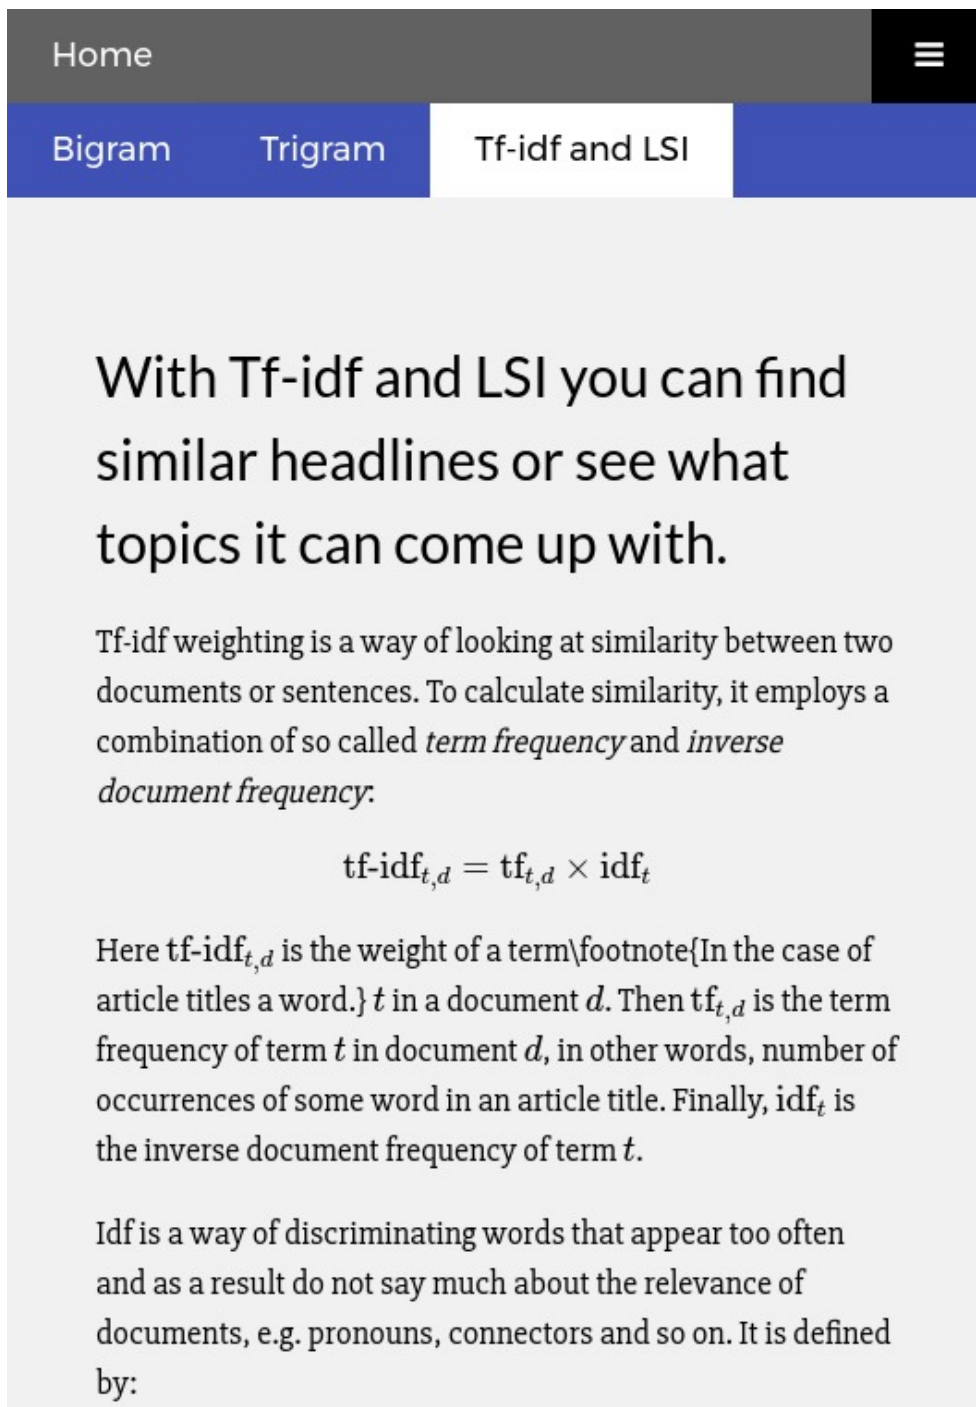 Home
Bigram Trigram Tf-idf and LSI
With Tf-idf and LSI you can find
similar headlines or see what
topics it can come up with.
Tf-idf weighting is a way of looking at similarity between two
documents or sentences. To calculate similarity, it employs a
combination of so called term frequency and inverse
document frequency:
tf-idf_{t,d} = tf_{t,d} × idf_t
Here tf-idf_{t,d} is the weight of a term\footnote{In the case of
article titles a word.} t in a document d. Then tf_{t,d} is the term
frequency of term t in document d, in other words, number of
occurrences of some word in an article title. Finally, idf_t is
the inverse document frequency of term t.
Idf is a way of discriminating words that appear too often
and as a result do not say much about the relevance of
documents, e.g. pronouns, connectors and so on. It is defined
by: